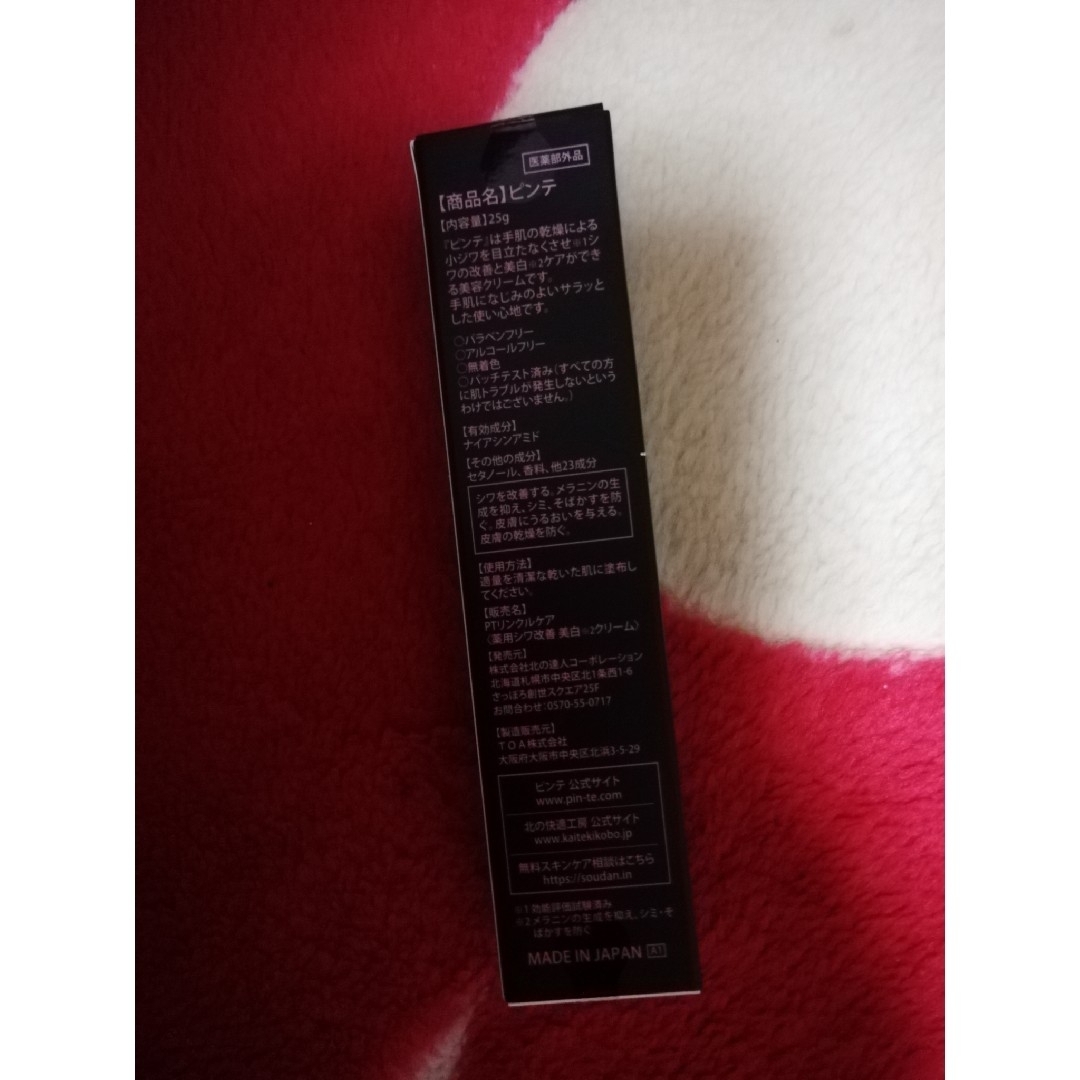 医薬部外品
【商品名】ピンテ
【内容量】25g
『ピンテ』は手肌の乾燥による
小ジワを目立たなくさせ※1シ
ワの改善と美白※2ケアができ
る美容クリームです。
手肌になじみのよいサラッと
した使い心地です。
○パラベンフリー
○アルコールフリー
○無着色
○パッチテスト済み(すべての方
に肌トラブルが発生しないという
わけではございません。)
【有効成分】
ナイアシンアミド
【その他の成分】
セタノール、香料、他23成分
シワを改善する。メラニンの生
成を抑え、シミ、そばかすを防
ぐ。皮膚にうるおいを与える。
皮膚の乾燥を防ぐ。
【使用方法】
適量を清潔な乾いた肌に塗布し
てください。
【販売名】
PTリンクルケア
(薬用シワ改善 美白※2クリーム)
【発売元】
株式会社北の達人コーポレーション
北海道札幌市中央区北1条西1-6
さっぽろ創世スクエア25F
お問合わせ:0570-55-0717
【製造販売元】
TOA株式会社
大阪府大阪市中央区北浜3-5-29
ピンテ 公式サイト
www.pin-te.com
北の快適工房 公式サイト
www.kaitekikobo.jp
無料スキンケア相談はこちら
https://soudan.in
※1 効能評価試験済み
※2 メラニンの生成を抑え、シミ・そ
ばかすを防ぐ
MADE IN JAPAN A1